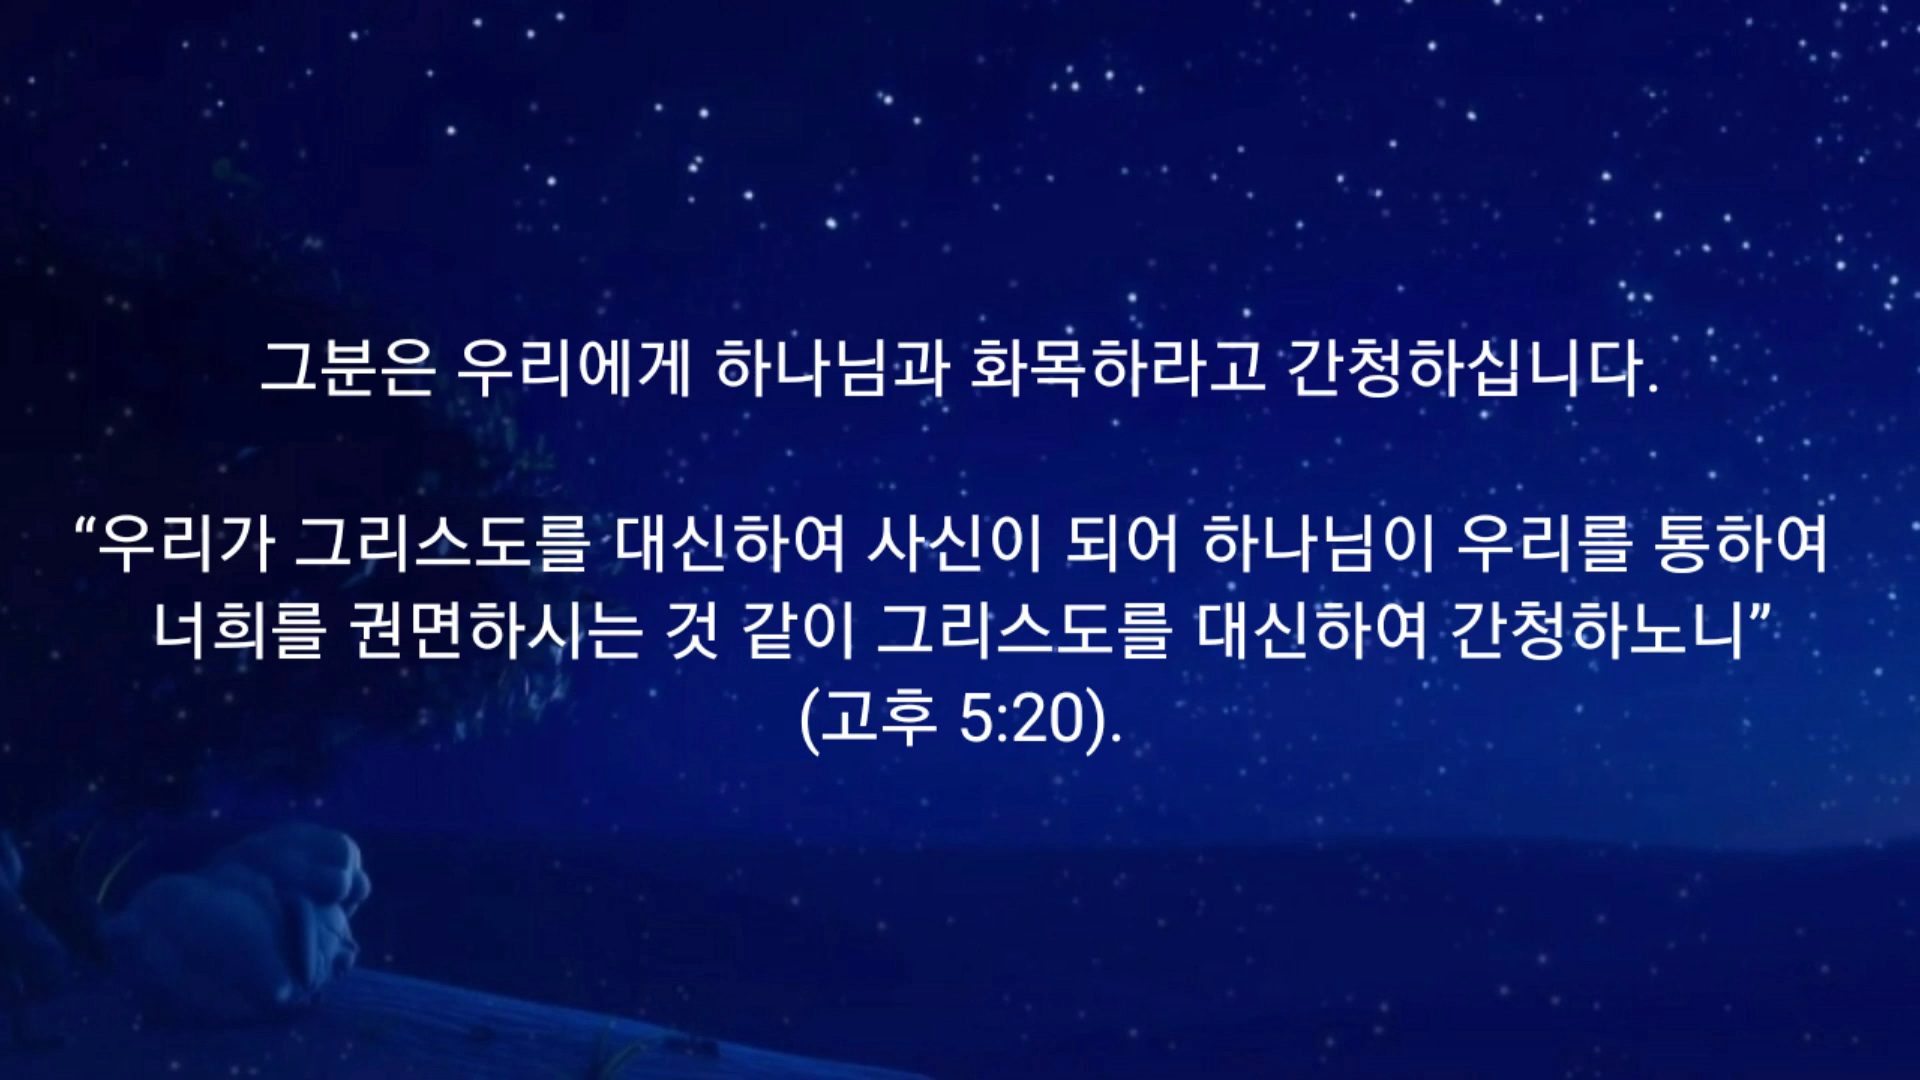 그분은 우리에게 하나님과 화목하라고 간청하십니다.
“우리가 그리스도를 대신하여 사신이 되어 하나님이 우리를 통하여
너희를 권면하시는 것 같이 그리스도를 대신하여 간청하노니”
(고후 5:20).